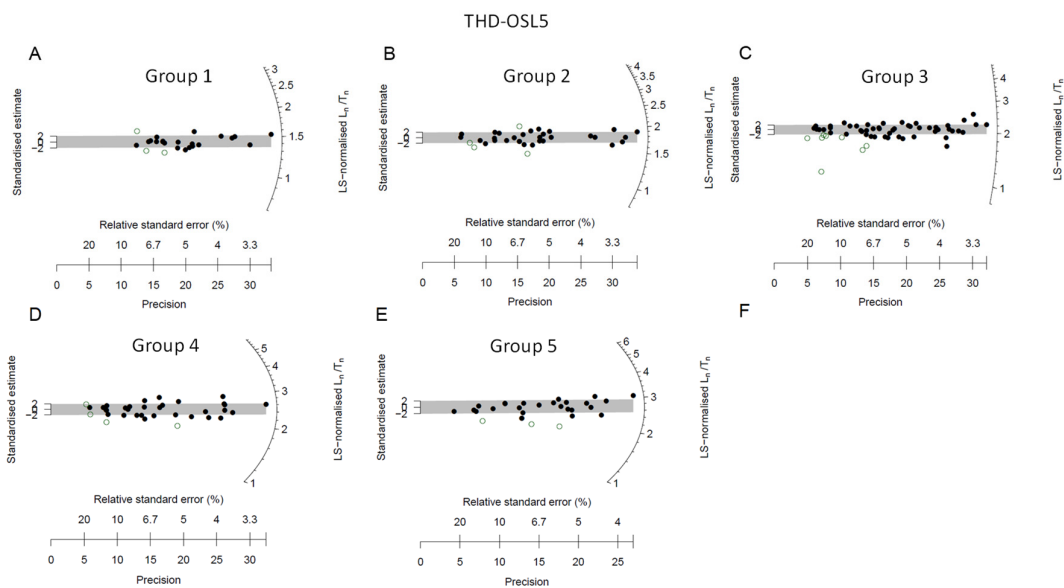 THD-OSL5
A
Group 1
Standardised estimate
2
0
−2
3
2.5
2
1.5
1
LS−normalised Ln/Tn
Relative standard error (%)
20 10 6.7 5 4 3.3
0 5 10 15 20 25 30
Precision
B
Group 2
Standardised estimate
2
0
−2
4
3.5
3
2.5
2
1.5
1
LS−normalised Ln/Tn
Relative standard error (%)
20 10 6.7 5 4 3.3
0 5 10 15 20 25 30
Precision
C
Group 3
Standardised estimate
2
0
−2
4
3
2
1
LS−normalised Ln/Tn
Relative standard error (%)
20 10 6.7 5 4 3.3
0 5 10 15 20 25 30
Precision
D
Group 4
Standardised estimate
2
0
−2
5
4
3
2
1
LS−normalised Ln/Tn
Relative standard error (%)
20 10 6.7 5 4 3.3
0 5 10 15 20 25 30
Precision
E
Group 5
Standardised estimate
2
0
−2
6
5
4
3
2
1
LS−normalised Ln/Tn
Relative standard error (%)
20 10 6.7 5 4
0 5 10 15 20 25
Precision
F